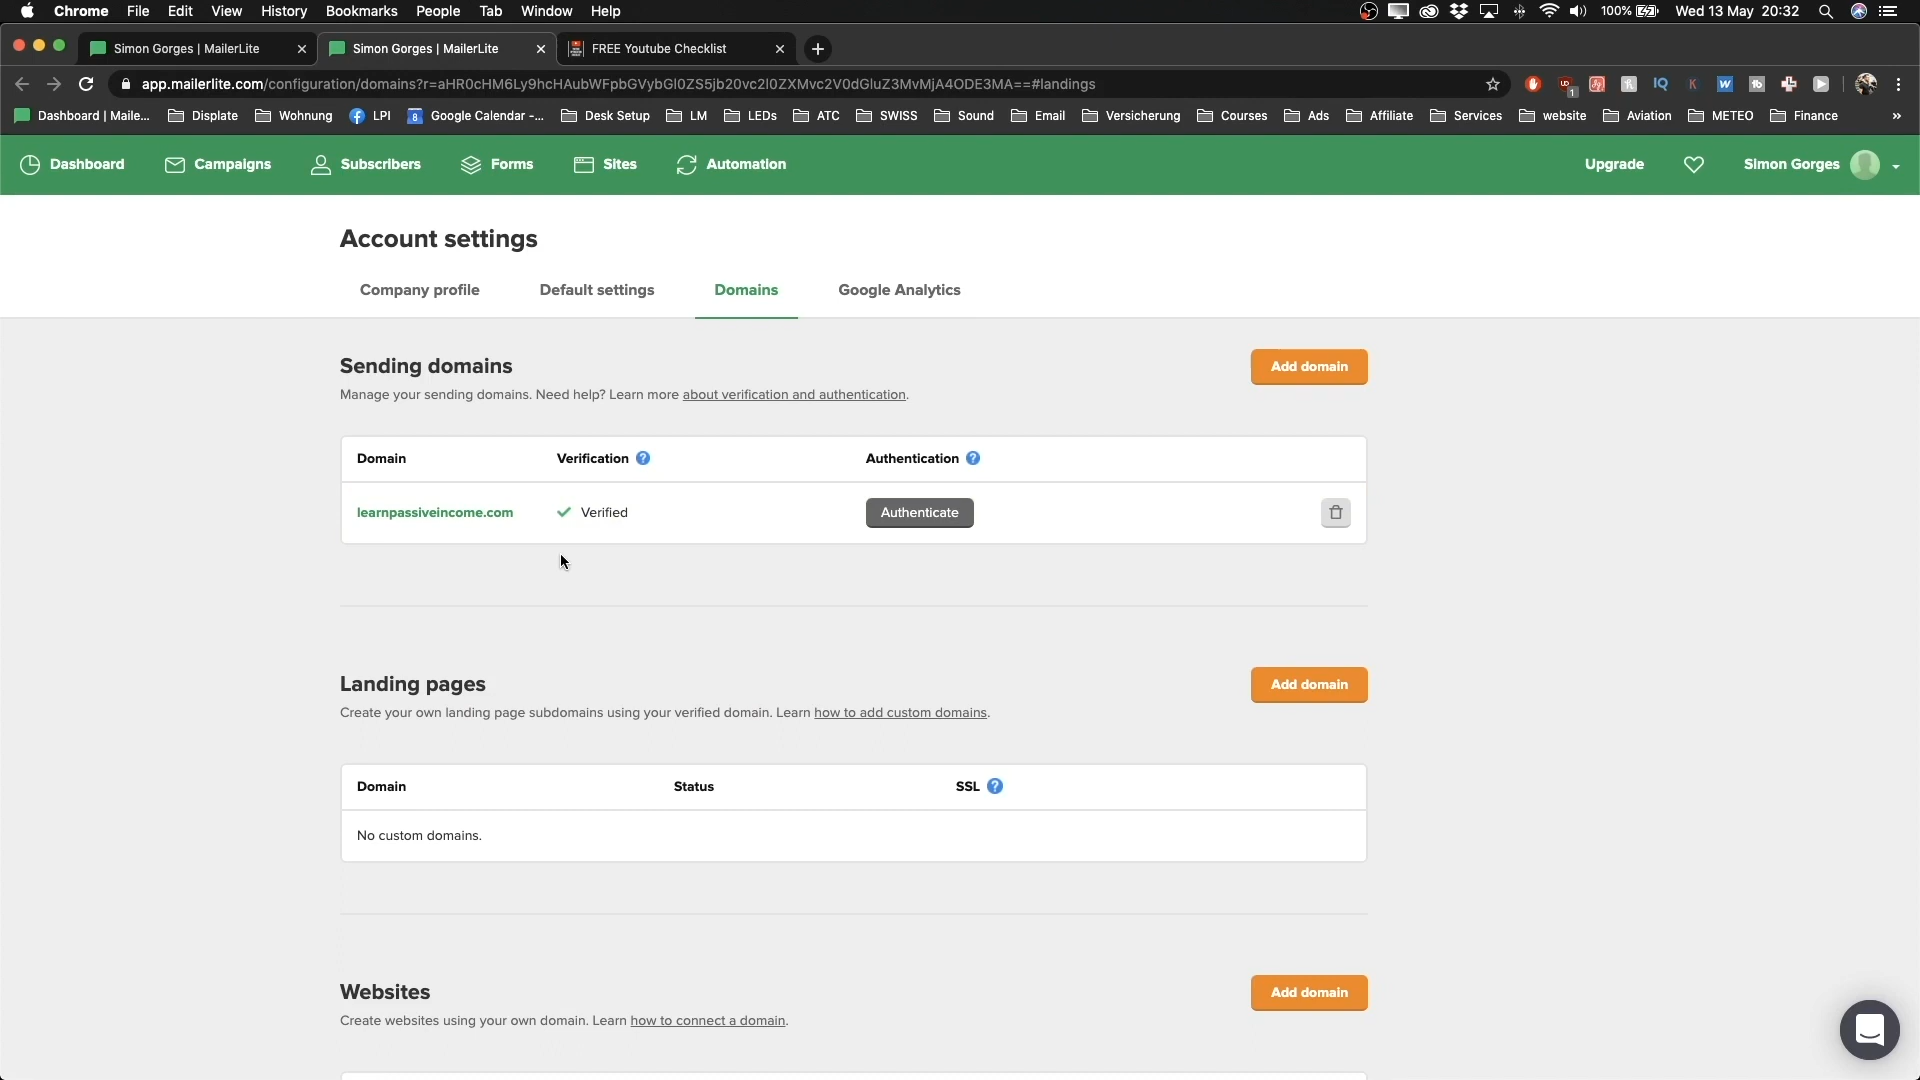 Chrome File Edit View History Bookmarks People Tab Window Help 100% Wed 13 May 20:32
Simon Gorges | MailerLite Simon Gorges | MailerLite FREE Youtube Checklist
app.mailerlite.com/configuration/domains?r=aHR0cHM6Ly9hcHAubWFpbGVybGl0ZS5jb20vc2l0ZXMvc2V0dGluZ3MvMjA4ODE3MA==#landings
Dashboard | Maile... Displate Wohnung LPI Google Calendar -... Desk Setup LM LEDs ATC SWISS Sound Email Versicherung Courses Ads Affiliate Services website Aviation METEO Finance »
Dashboard Campaigns Subscribers Forms Sites Automation Upgrade Simon Gorges
Account settings
Company profile Default settings Domains Google Analytics
Sending domains Add domain
Manage your sending domains. Need help? Learn more about verification and authentication.
Domain Verification ? Authentication ?
learnpassiveincome.com Verified Authenticate
Landing pages Add domain
Create your own landing page subdomains using your verified domain. Learn how to add custom domains.
Domain Status SSL ?
No custom domains.
Websites Add domain
Create websites using your own domain. Learn how to connect a domain.